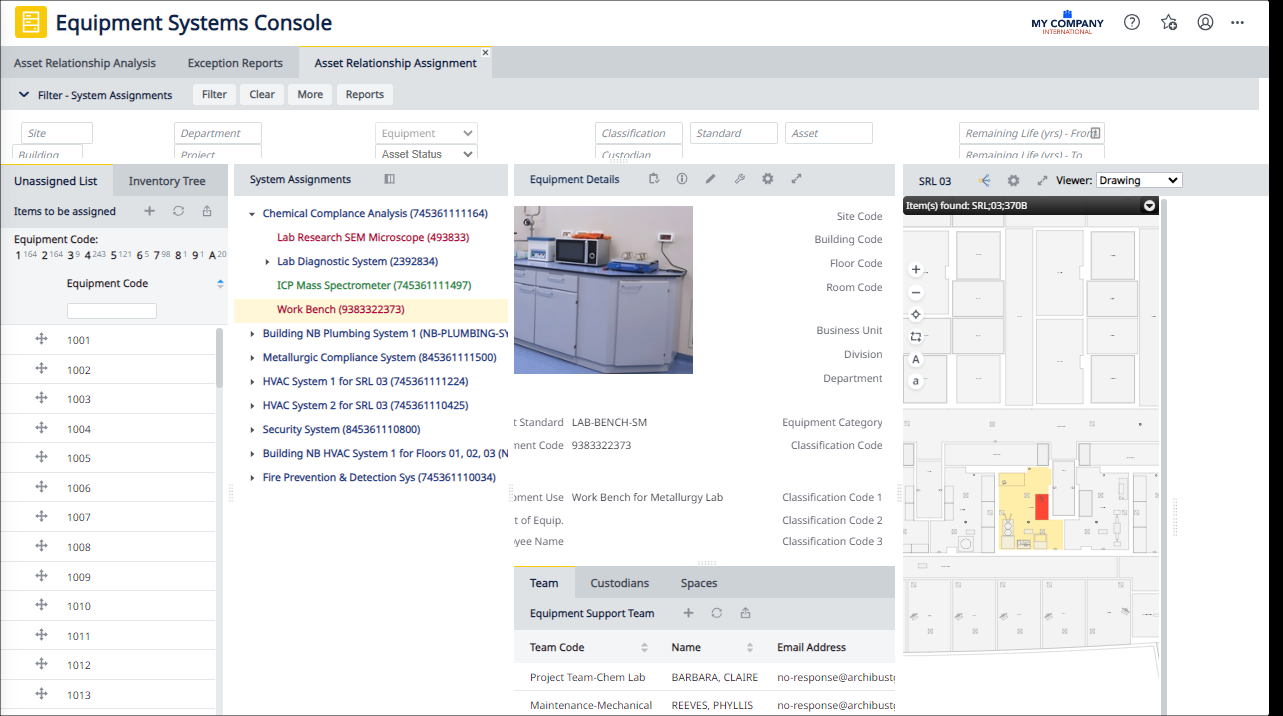 Equipment Systems Console
MY COMPANY
INTERNATIONAL
Asset Relationship Analysis
Exception Reports
Asset Relationship Assignment
Filter - System Assignments
Filter
Clear
More
Reports
Site
Department
Equipment
Classification
Standard
Asset
Remaining Life (yrs) - From
Building
Project
Asset Status
Custodian
Remaining Life (yrs) - To
Unassigned List
Inventory Tree
Items to be assigned
Equipment Code:
1 164 2 164 3 9 4 243 5 121 6 5 7 98 8 1 9 1 A 20
Equipment Code
1001
1002
1003
1004
1005
1006
1007
1008
1009
1010
1011
1012
1013
System Assignments
Chemical Complance Analysis (745361111164)
Lab Research SEM Microscope (493833)
Lab Diagnostic System (2392834)
ICP Mass Spectrometer (745361111497)
Work Bench (9383322373)
Building NB Plumbing System 1 (NB-PLUMBING-SY
Metallurgic Compliance System (845361111500)
HVAC System 1 for SRL 03 (745361111224)
HVAC System 2 for SRL 03 (745361110425)
Security System (845361110800)
Building NB HVAC System 1 for Floors 01, 02, 03 (N
Fire Prevention & Detection Sys (745361110034)
Equipment Details
Site Code
Building Code
Floor Code
Room Code
Business Unit
Division
Department
t Standard LAB-BENCH-SM
Equipment Category
ment Code 9383322373
Classification Code
pment Use Work Bench for Metallurgy Lab
Classification Code 1
t of Equip.
Classification Code 2
yee Name
Classification Code 3
Team
Custodians
Spaces
Equipment Support Team
Team Code
Name
Email Address
Project Team-Chem Lab BARBARA, CLAIRE no-response@archibust
Maintenance-Mechanical REEVES, PHYLLIS no-response@archibust
SRL 03
Viewer:
Drawing
Item(s) found: SRL;03;370B
A
a